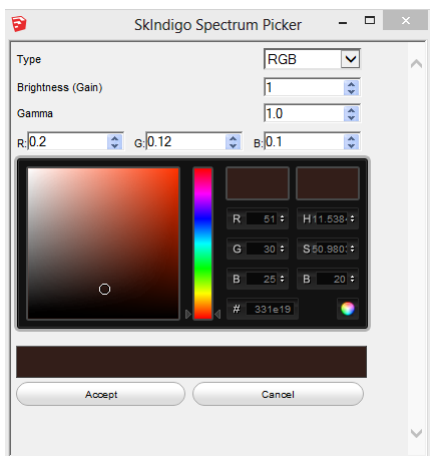 SkIndigo Spectrum Picker
Type RGB
Brightness (Gain) 1
Gamma 1.0
R: 0.2 G: 0.12 B: 0.1
R 51 H 11.538
G 30 S 50.980
B 25 B 20
# 331e19
Accept Cancel